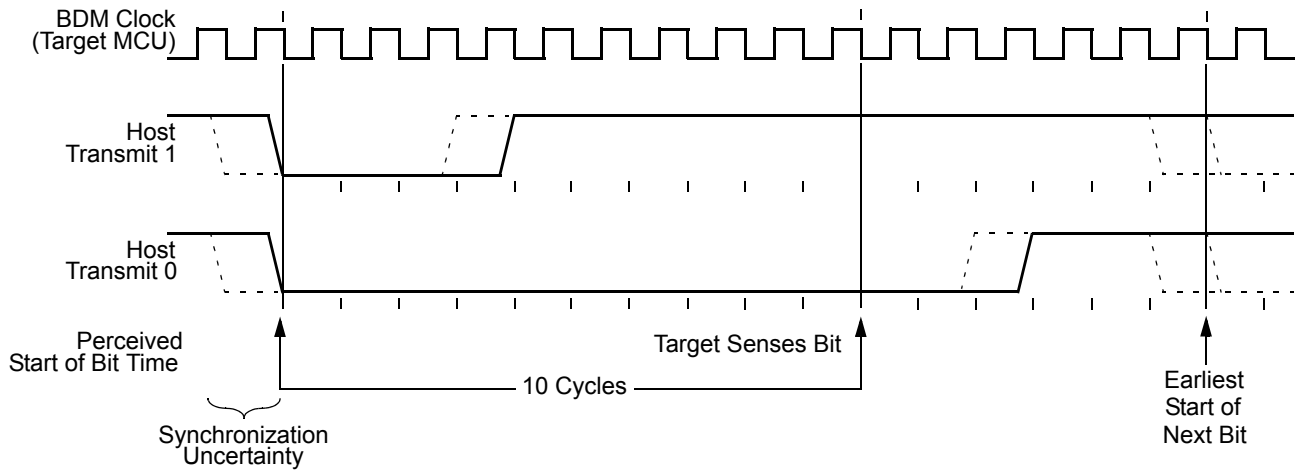 BDM Clock
(Target MCU)
Host
Transmit 1
Host
Transmit 0
Perceived
Start of Bit Time
Target Senses Bit
10 Cycles
Earliest
Start of
Next Bit
Synchronization
Uncertainty